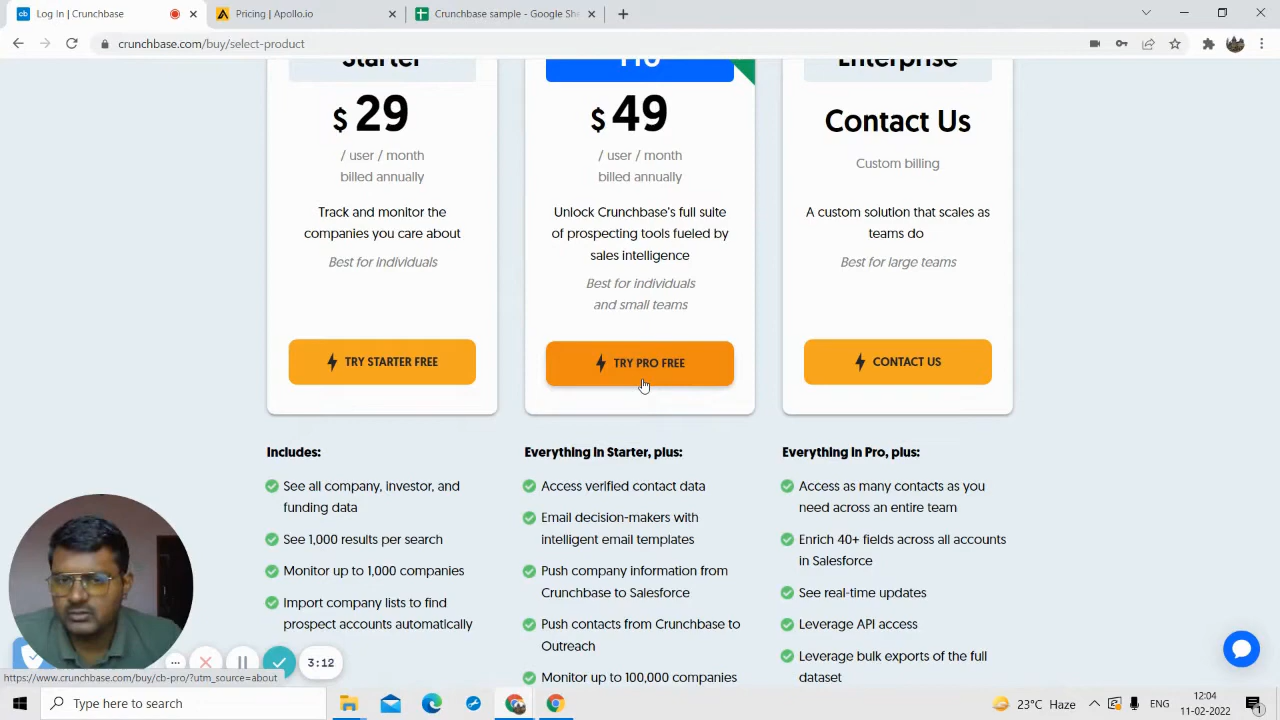 Log In | Crunchbase
Pricing | Apollo.io
Crunchbase sample - Google She
crunchbase.com/buy/select-product
Starter
Pro
Enterprise
$ 29
/ user / month
billed annually
Track and monitor the
companies you care about
Best for individuals
TRY STARTER FREE
$ 49
/ user / month
billed annually
Unlock Crunchbase's full suite
of prospecting tools fueled by
sales intelligence
Best for individuals
and small teams
TRY PRO FREE
Contact Us
Custom billing
A custom solution that scales as
teams do
Best for large teams
CONTACT US
Includes:
See all company, investor, and
funding data
See 1,000 results per search
Monitor up to 1,000 companies
Import company lists to find
prospect accounts automatically
Everything in Starter, plus:
Access verified contact data
Email decision-makers with
intelligent email templates
Push company information from
Crunchbase to Salesforce
Push contacts from Crunchbase to
Outreach
Monitor up to 100,000 companies
Everything in Pro, plus:
Access as many contacts as you
need across an entire team
Enrich 40+ fields across all accounts
in Salesforce
See real-time updates
Leverage API access
Leverage bulk exports of the full
dataset
3:12
https://www.crunchbase.com/buy/cb-pro/?utm_source=about
Type here to search
23°C Haze
ENG
12:04
11-02-2022